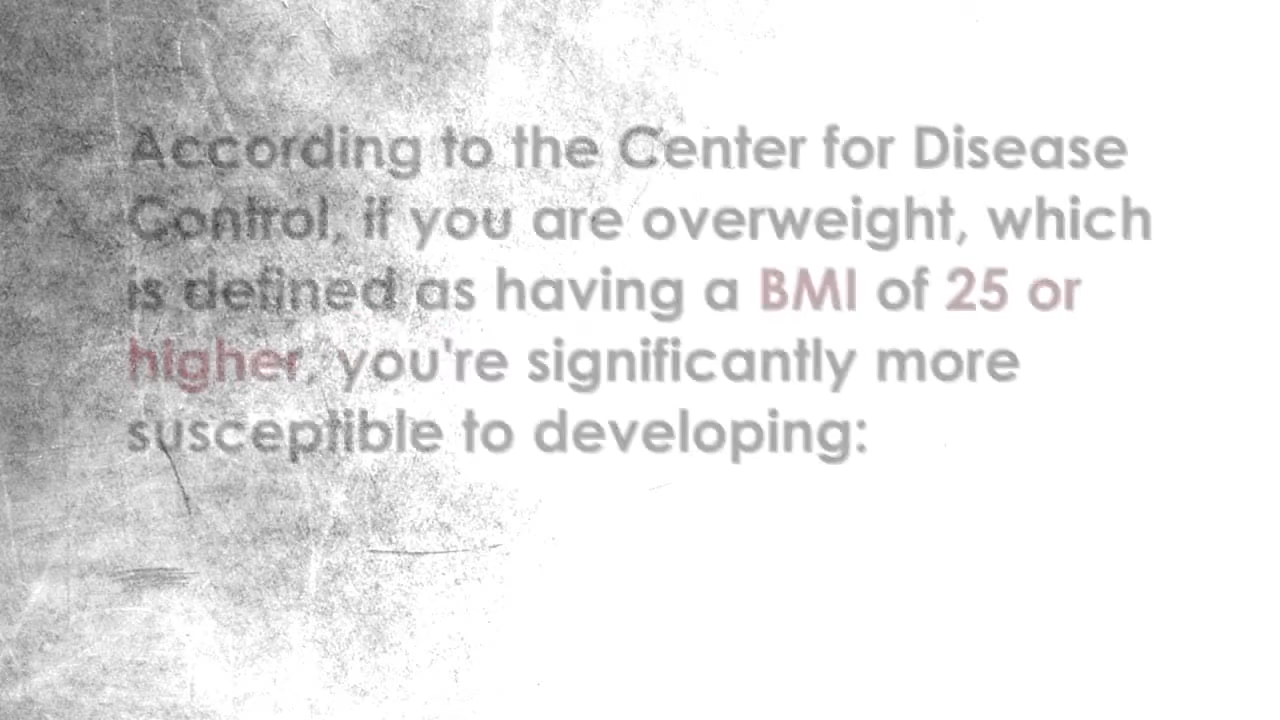 According to the Center for Disease
Control, if you are overweight, which
is defined as having a BMI of 25 or
higher, you're significantly more
susceptible to developing: